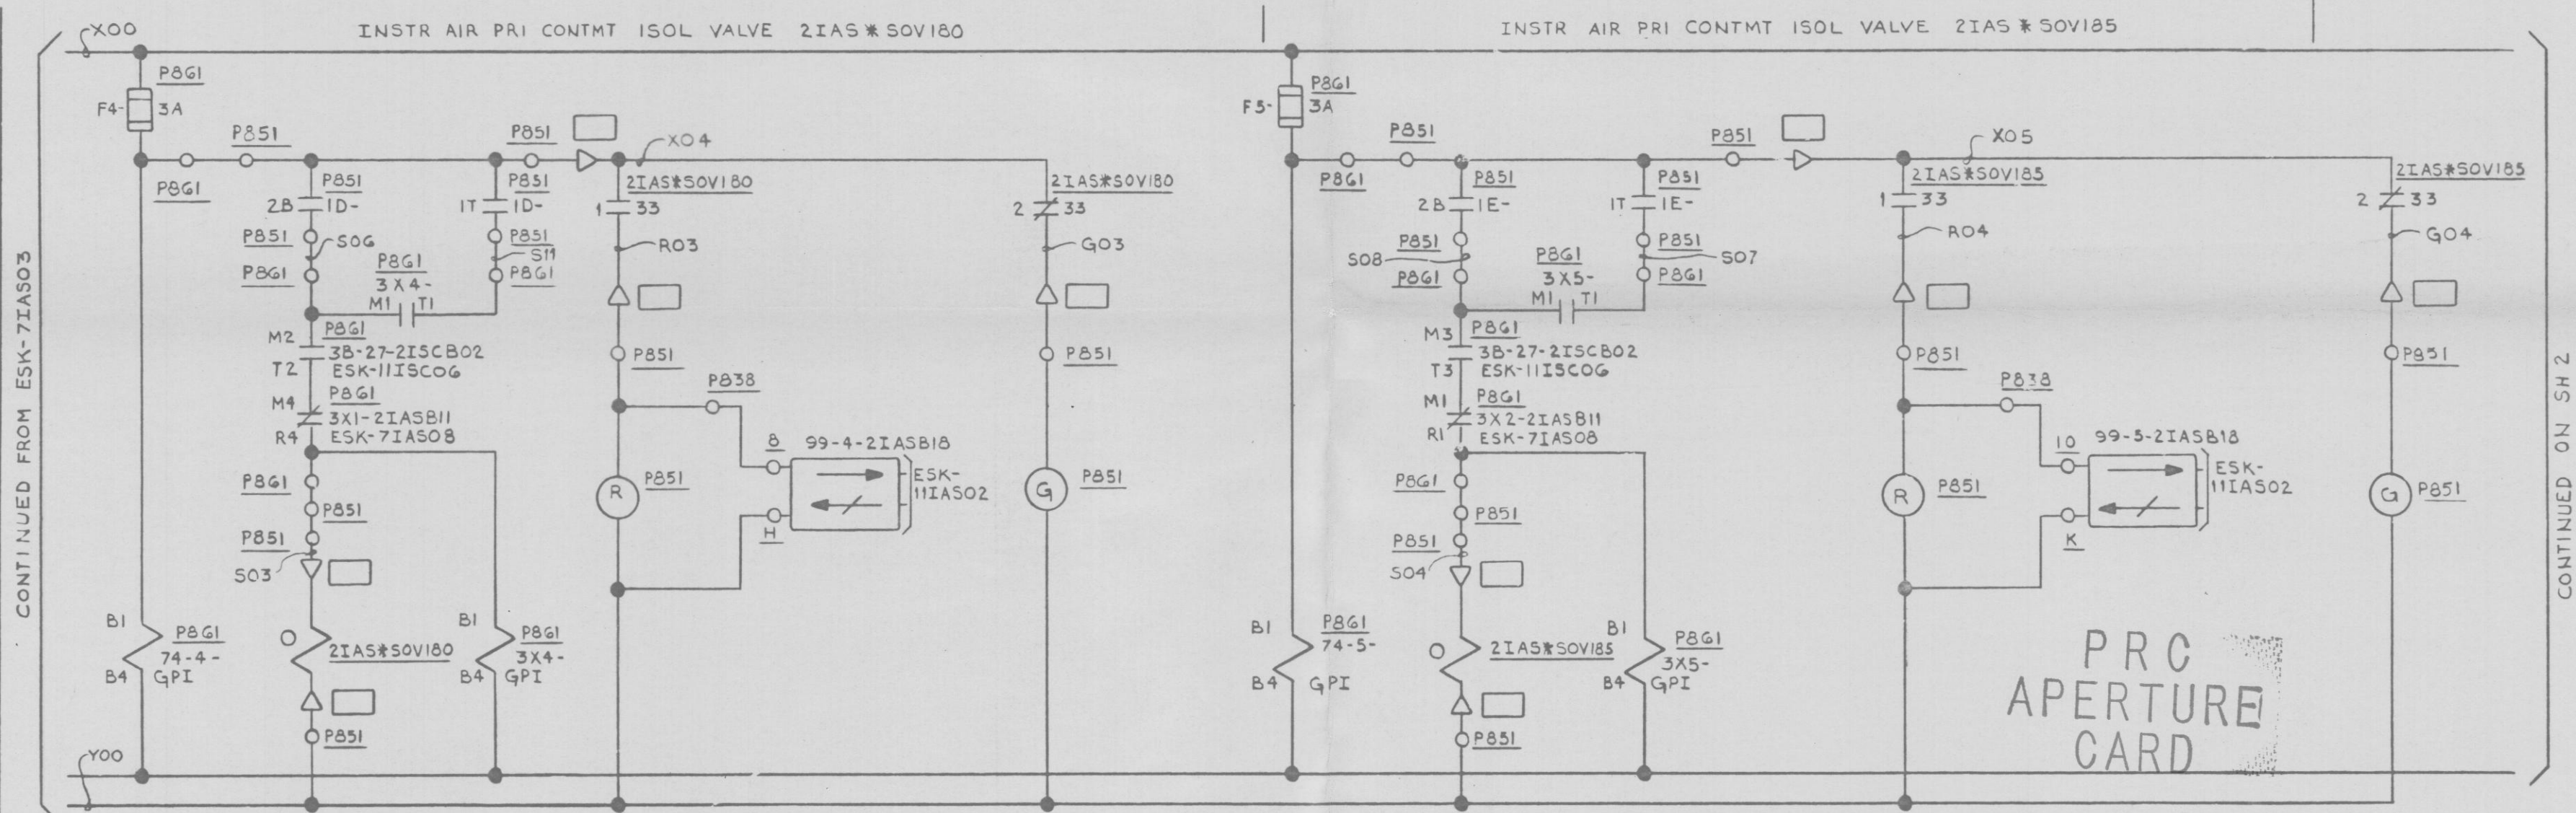 INSTR AIR PRI CONTMT ISOL VALVE 2IAS*SOV180
INSTR AIR PRI CONTMT ISOL VALVE 2IAS*SOV185
CONTINUED FROM ESK-7IAS03
X00
P861
F4-
3A
P851
P861
P851
X04
P851
2B
1D-
P851
S06
P861
P851
1T
1D-
P851
S11
P861
P861
3X4-
M1
T1
M2
P861
3B-27-2ISCB02
T2
ESK-11ISC06
M4
P861
3X1-2IASB11
R4
ESK-7IAS08
P861
P851
P851
S03
B1
P861
74-4-
B4
GPI
O
2IAS*SOV180
P851
B1
P861
3X4-
B4
GPI
2IAS*SOV180
1
33
R03
P851
P838
8
99-4-2IASB18
ESK-
11IAS02
H
R
P851
2IAS*SOV180
2
33
G03
P851
G
P851
Y00
P861
F5-
3A
P851
P861
P851
X05
P851
2B
1E-
P851
S08
P861
P851
1T
1E-
P851
S07
P861
P861
3X5-
M1
T1
M3
P861
3B-27-2ISCB02
T3
ESK-11ISC06
M1
P861
3X2-2IASB11
R1
ESK-7IAS08
P861
P851
P851
S04
B1
P861
74-5-
B4
GPI
O
2IAS*SOV185
P851
B1
P861
3X5-
B4
GPI
2IAS*SOV185
1
33
R04
P851
P838
10
99-5-2IASB18
ESK-
11IAS02
K
R
P851
2IAS*SOV185
2
33
G04
P851
G
P851
PRC
APERTURE
CARD
CONTINUED ON SH 2